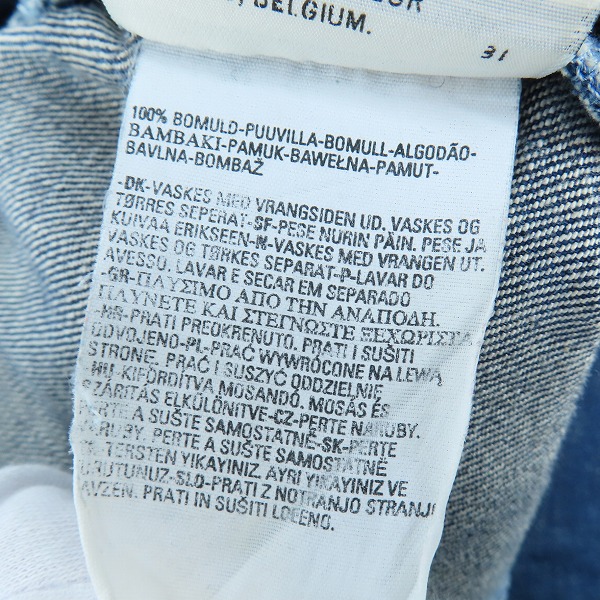 BELGIUM.
31
100% BOMULD-PUUVILLA-BOMULL-ALGODÃO-
BAMBAKI-PAMUK-BAWEŁNA-PAMUT-
BAVLNA-BOMBAŽ
-DK-VASKES MED VRANGSIDEN UD. VASKES OG
TØRRES SEPERAT-SF-PESE NURIN PÄIN. PESE JA
KUIVAA ERIKSEEN-N-VASKES MED VRANGEN UT.
VASKES OG TØRKES SEPARAT-P-LAVAR DO
AVESSO. LAVAR E SECAR EM SEPARADO
-GR-ΠΛΥΣΙΜΟ ΑΠΟ ΤΗΝ ΑΝΑΠΟΔΗ.
ΠΛΥΝΕΤΕ ΚΑΙ ΣΤΕΓΝΩΣΤΕ ΞΕΧΩΡΙΣΤΑ
-HR-PRATI PREOKRENUTO. PRATI I SUŠITI
ODVOJENO-PL-PRAĆ WYWRÓCONE NA LEWĄ
STRONĘ. PRAĆ I SUSZYĆ ODDZIELNIE
-HU-KIFORDÍTVA MOSANDÓ. MOSÁS ÉS
SZÁRITÁS ELKÜLÖNITVE-CZ-PERTE NARUBY.
PERTE A SUŠTE SAMOSTATNĚ-SK-PERTE
NARUBY. PERTE A SUŠTE SAMOSTATNĚ
-TERSTEN YIKAYINIZ. AYRI YIKAYINIZ VE
KURUTUNUZ-SLO-PRATI Z NOTRANJO STRANJO
NAVZEN. PRATI IN SUŠITI LOČENO.